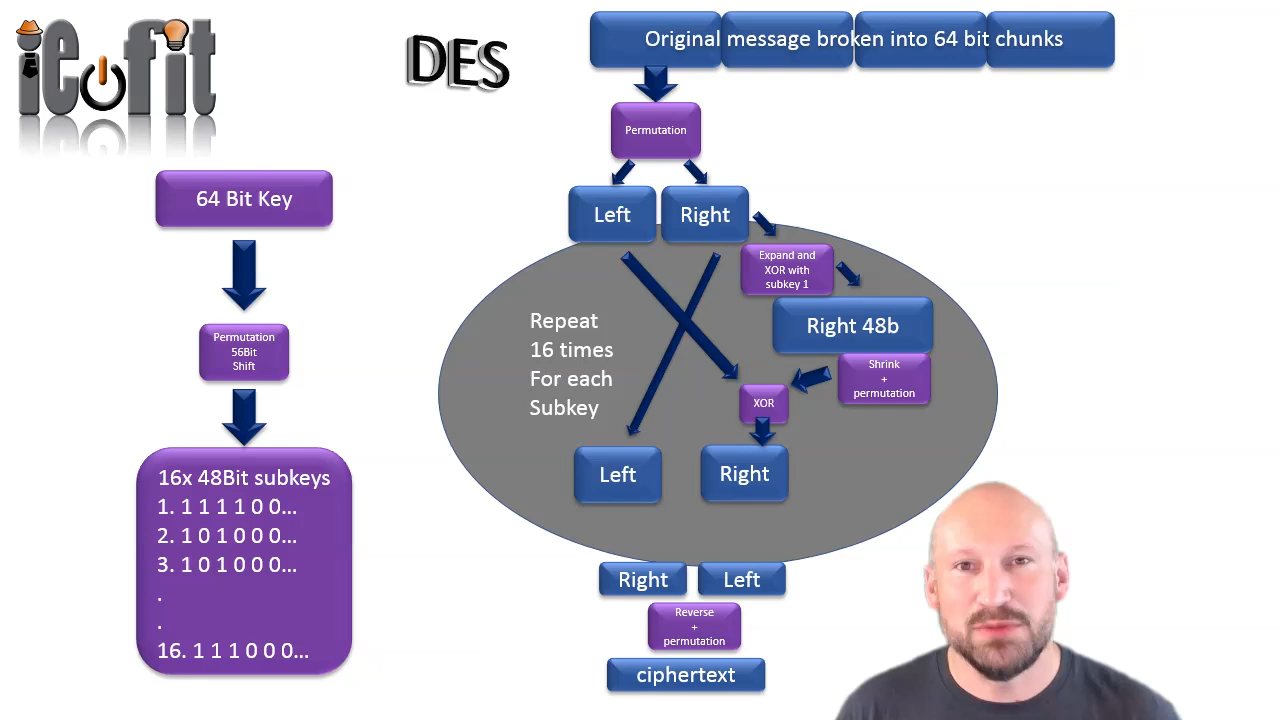 ieofit
DES
Original message broken into 64 bit chunks
Permutation
Left
Right
64 Bit Key
Permutation
56Bit
Shift
16x 48Bit subkeys
1. 1 1 1 1 0 0...
2. 1 0 1 0 0 0...
3. 1 0 1 0 0 0...
.
.
16. 1 1 1 0 0 0...
Expand and
XOR with
subkey 1
Right 48b
Shrink
+
permutation
Repeat
16 times
For each
Subkey
XOR
Left
Right
Right
Left
Reverse
+
permutation
ciphertext